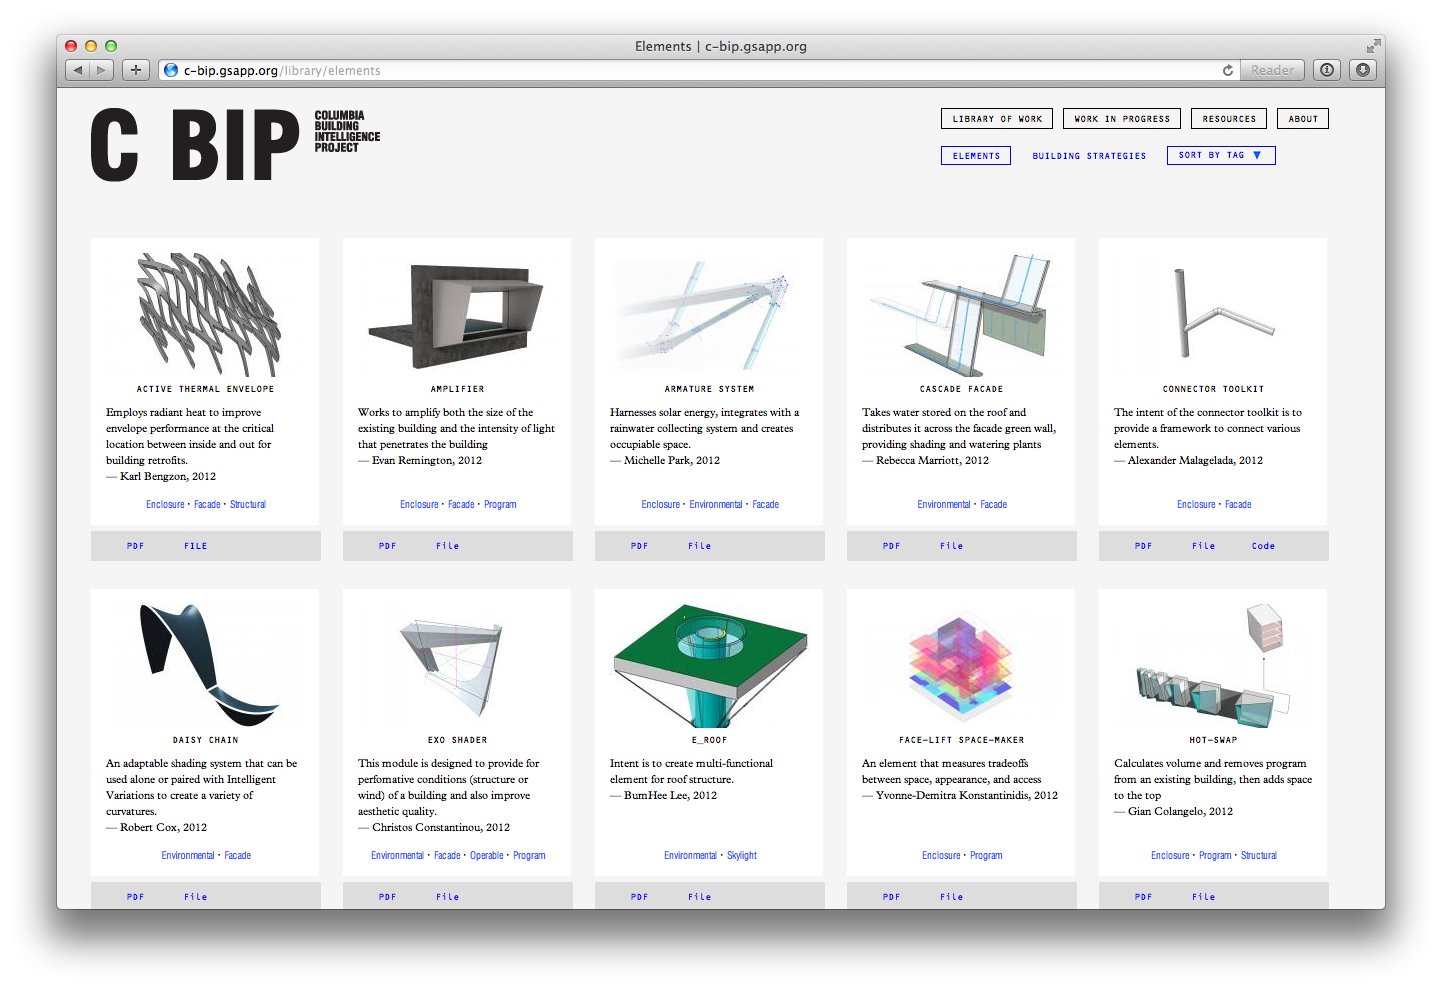 Elements | c-bip.gsapp.org
c-bip.gsapp.org/library/elements
Reader
C BIP
COLUMBIA
BUILDING
INTELLIGENCE
PROJECT
LIBRARY OF WORK
WORK IN PROGRESS
RESOURCES
ABOUT
ELEMENTS
BUILDING STRATEGIES
SORT BY TAG ▼
ACTIVE THERMAL ENVELOPE
Employs radiant heat to improve
envelope performance at the critical
location between inside and out for
building retrofits.
— Karl Bengzon, 2012
Enclosure · Facade · Structural
PDF FILE
AMPLIFIER
Works to amplify both the size of the
existing building and the intensity of light
that penetrates the building
— Evan Remington, 2012
Enclosure · Facade · Program
PDF File
ARMATURE SYSTEM
Harnesses solar energy, integrates with a
rainwater collecting system and creates
occupiable space.
— Michelle Park, 2012
Enclosure · Environmental · Facade
PDF File
CASCADE FACADE
Takes water stored on the roof and
distributes it across the facade green wall,
providing shading and watering plants
— Rebecca Marriott, 2012
Environmental · Facade
PDF File
CONNECTOR TOOLKIT
The intent of the connector toolkit is to
provide a framework to connect various
elements.
— Alexander Malagelada, 2012
Enclosure · Facade
PDF File Code
DAISY CHAIN
An adaptable shading system that can be
used alone or paired with Intelligent
Variations to create a variety of
curvatures.
— Robert Cox, 2012
Environmental · Facade
PDF File
EXO SHADER
This module is designed to provide for
perfomative conditions (structure or
wind) of a building and also improve
aesthetic quality.
— Christos Constantinou, 2012
Environmental · Facade · Operable · Program
PDF File
E_ROOF
Intent is to create multi-functional
element for roof structure.
— BumHee Lee, 2012
Environmental · Skylight
PDF File
FACE-LIFT SPACE-MAKER
An element that measures tradeoffs
between space, appearance, and access
— Yvonne-Demitra Konstantinidis, 2012
Enclosure · Program
PDF File
HOT-SWAP
Calculates volume and removes program
from an existing building, then adds space
to the top
— Gian Colangelo, 2012
Enclosure · Program · Structural
PDF File